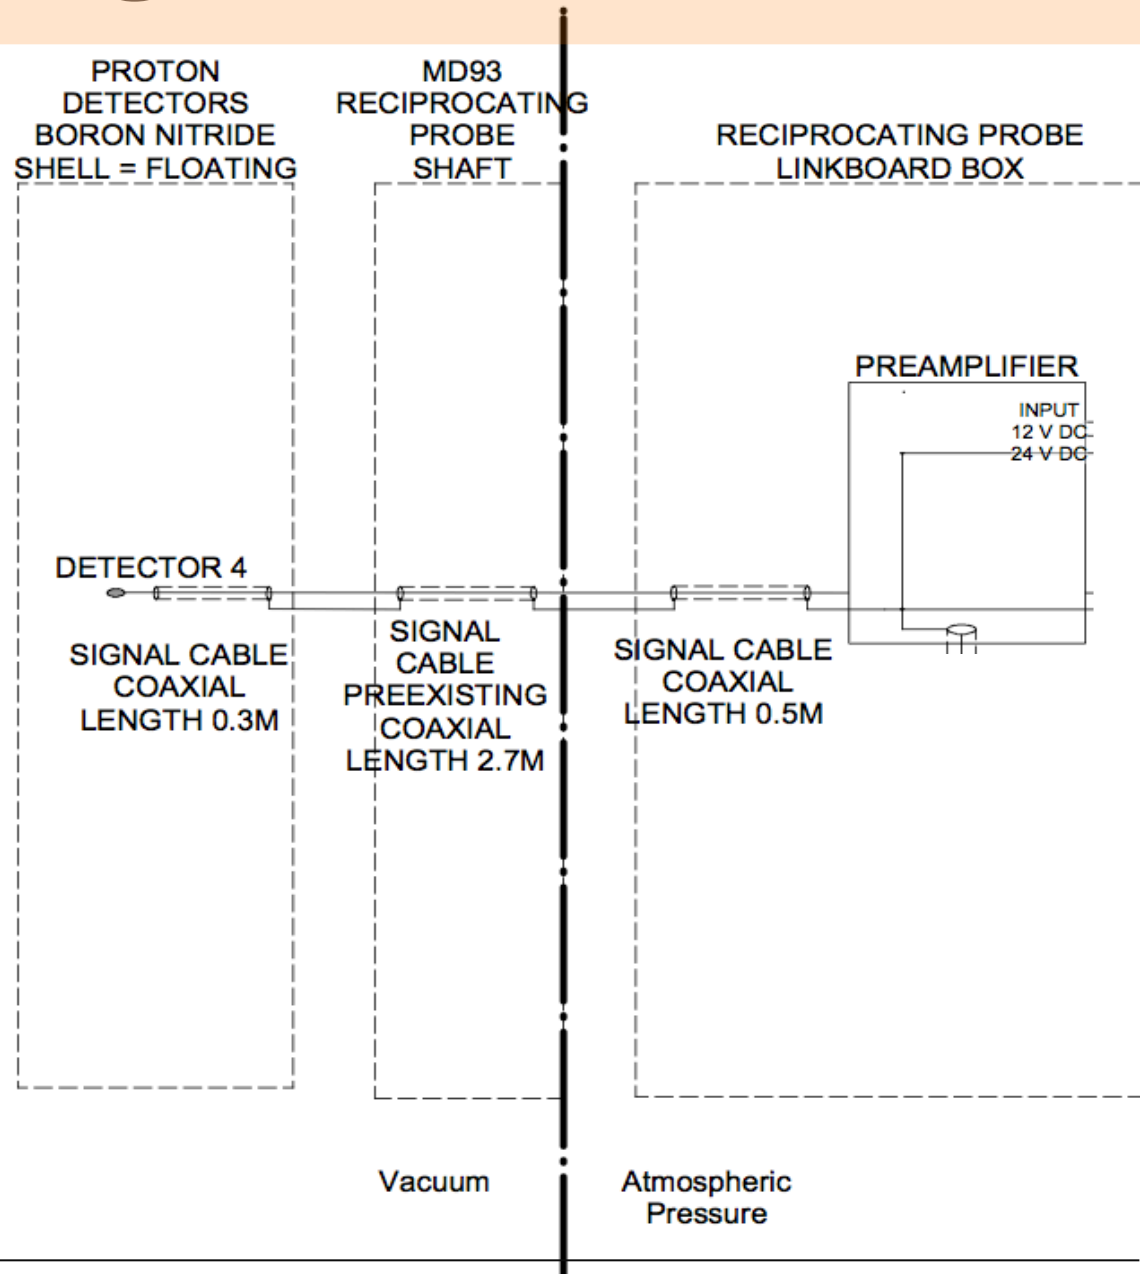 PROTON
DETECTORS
BORON NITRIDE
SHELL = FLOATING
MD93
RECIPROCATING
PROBE
SHAFT
RECIPROCATING PROBE
LINKBOARD BOX
PREAMPLIFIER
INPUT
12 V DC
24 V DC
DETECTOR 4
SIGNAL CABLE
COAXIAL
LENGTH 0.3M
SIGNAL
CABLE
PREEXISTING
COAXIAL
LENGTH 2.7M
SIGNAL CABLE
COAXIAL
LENGTH 0.5M
Vacuum
Atmospheric
Pressure